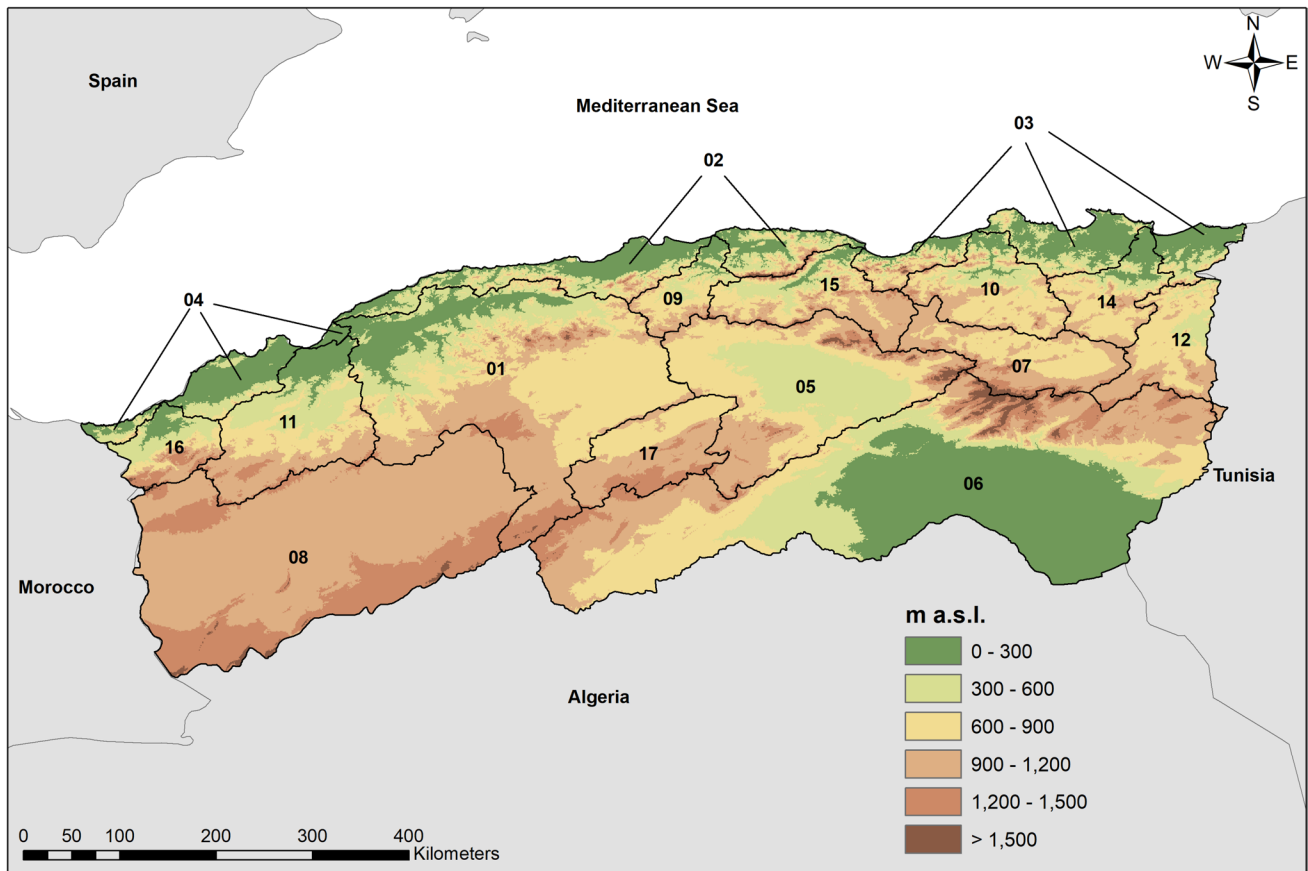 N
Spain
W E
S
Mediterranean Sea
03
02
04
15
09
10
14
12
01
07
05
11
16
17
Tunisia
06
08
Morocco
m a.s.l.
0 - 300
300 - 600
Algeria
600 - 900
900 - 1,200
1,200 - 1,500
0 50 100 200 300 400
> 1,500
Kilometers